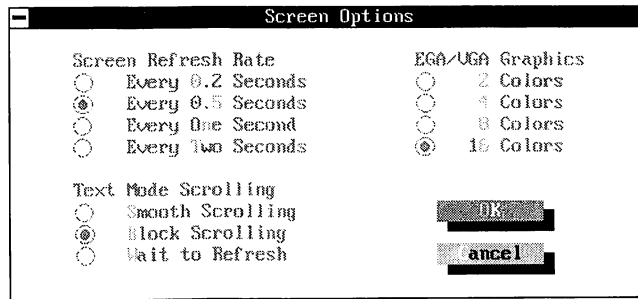 Screen Options
Screen Refresh Rate
Every 0.2 Seconds
Every 0.5 Seconds
Every One Second
Every Two Seconds
EGA/VGA Graphics
2 Colors
4 Colors
8 Colors
16 Colors
Text Mode Scrolling
Smooth Scrolling
Block Scrolling
Wait to Refresh
OK
Cancel